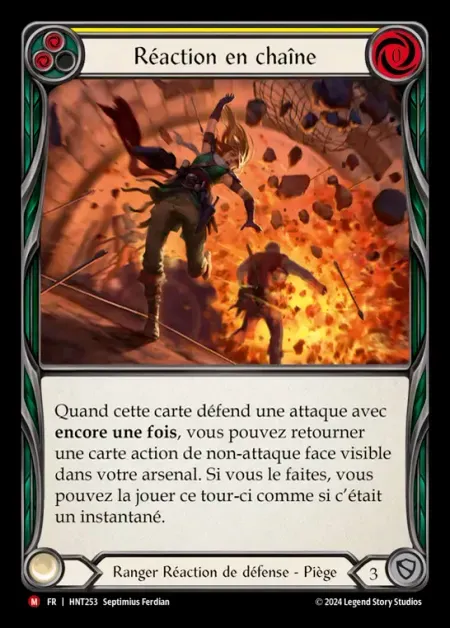 Réaction en chaîne
0
Quand cette carte défend une attaque avec
encore une fois, vous pouvez retourner
une carte action de non-attaque face visible
dans votre arsenal. Si vous le faites, vous
pouvez la jouer ce tour-ci comme si c’était
un instantané.
Ranger Réaction de défense - Piège
3
M FR | HNT253 Septimius Ferdian
© 2024 Legend Story Studios